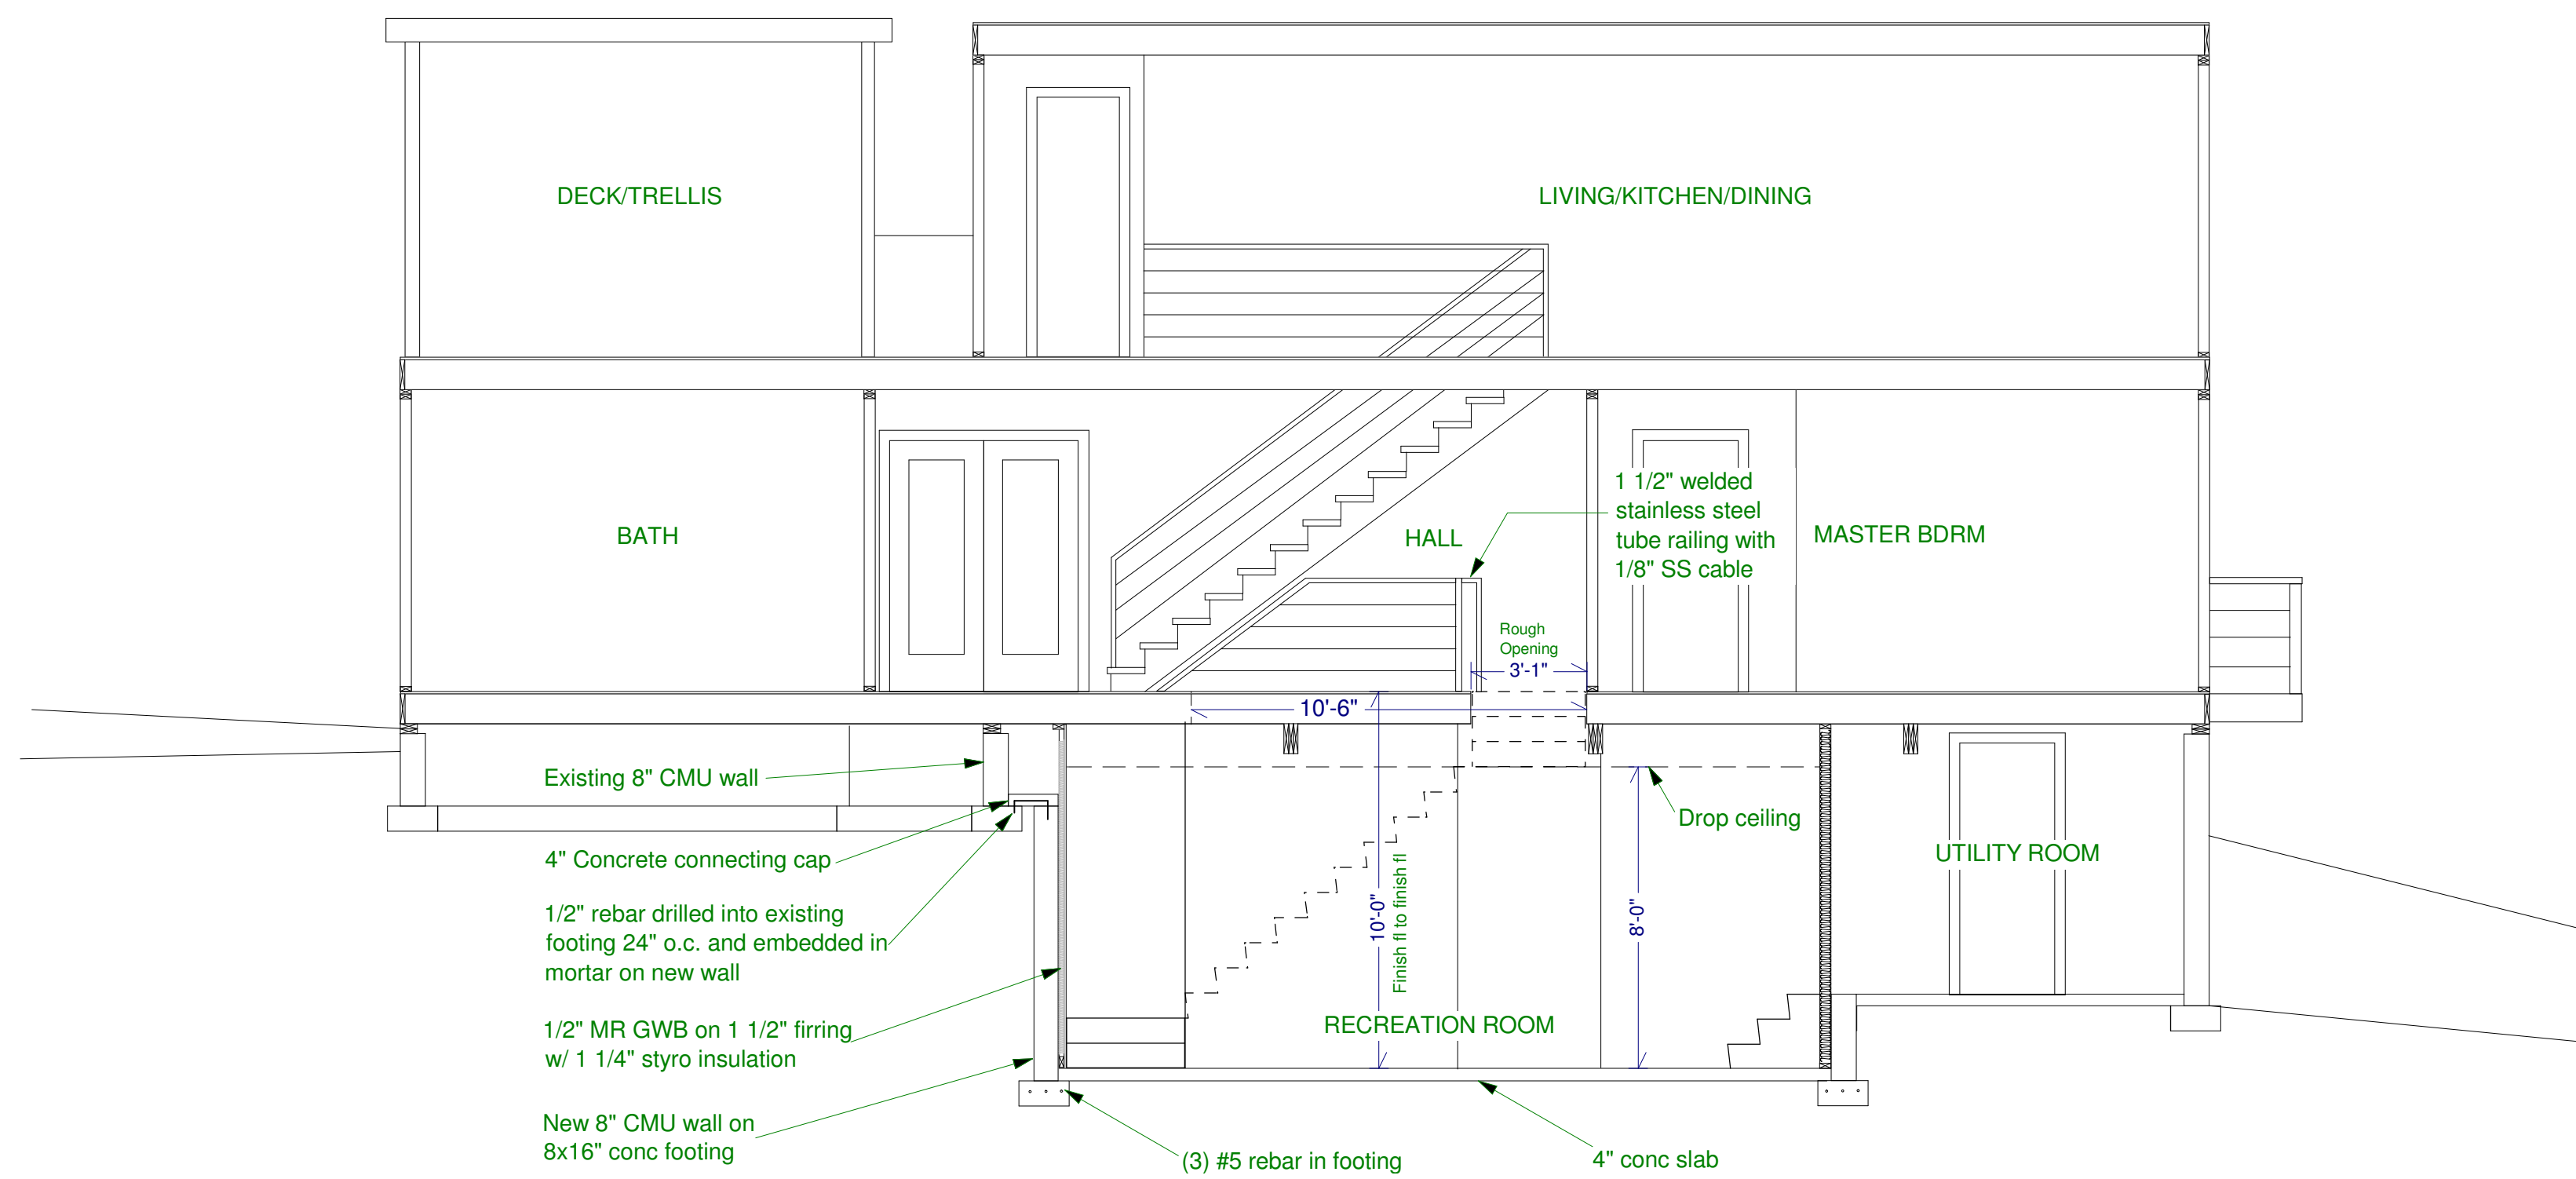 DECK/TRELLIS
LIVING/KITCHEN/DINING
BATH
HALL
1 1/2" welded
stainless steel
tube railing with
1/8" SS cable
MASTER BDRM
Rough
Opening
3'-1"
10'-6"
Existing 8" CMU wall
4" Concrete connecting cap
1/2" rebar drilled into existing
footing 24" o.c. and embedded in
mortar on new wall
1/2" MR GWB on 1 1/2" firring
w/ 1 1/4" styro insulation
New 8" CMU wall on
8x16" conc footing
10'-0"
Finish fl to finish fl
8'-0"
Drop ceiling
UTILITY ROOM
RECREATION ROOM
(3) #5 rebar in footing
4" conc slab